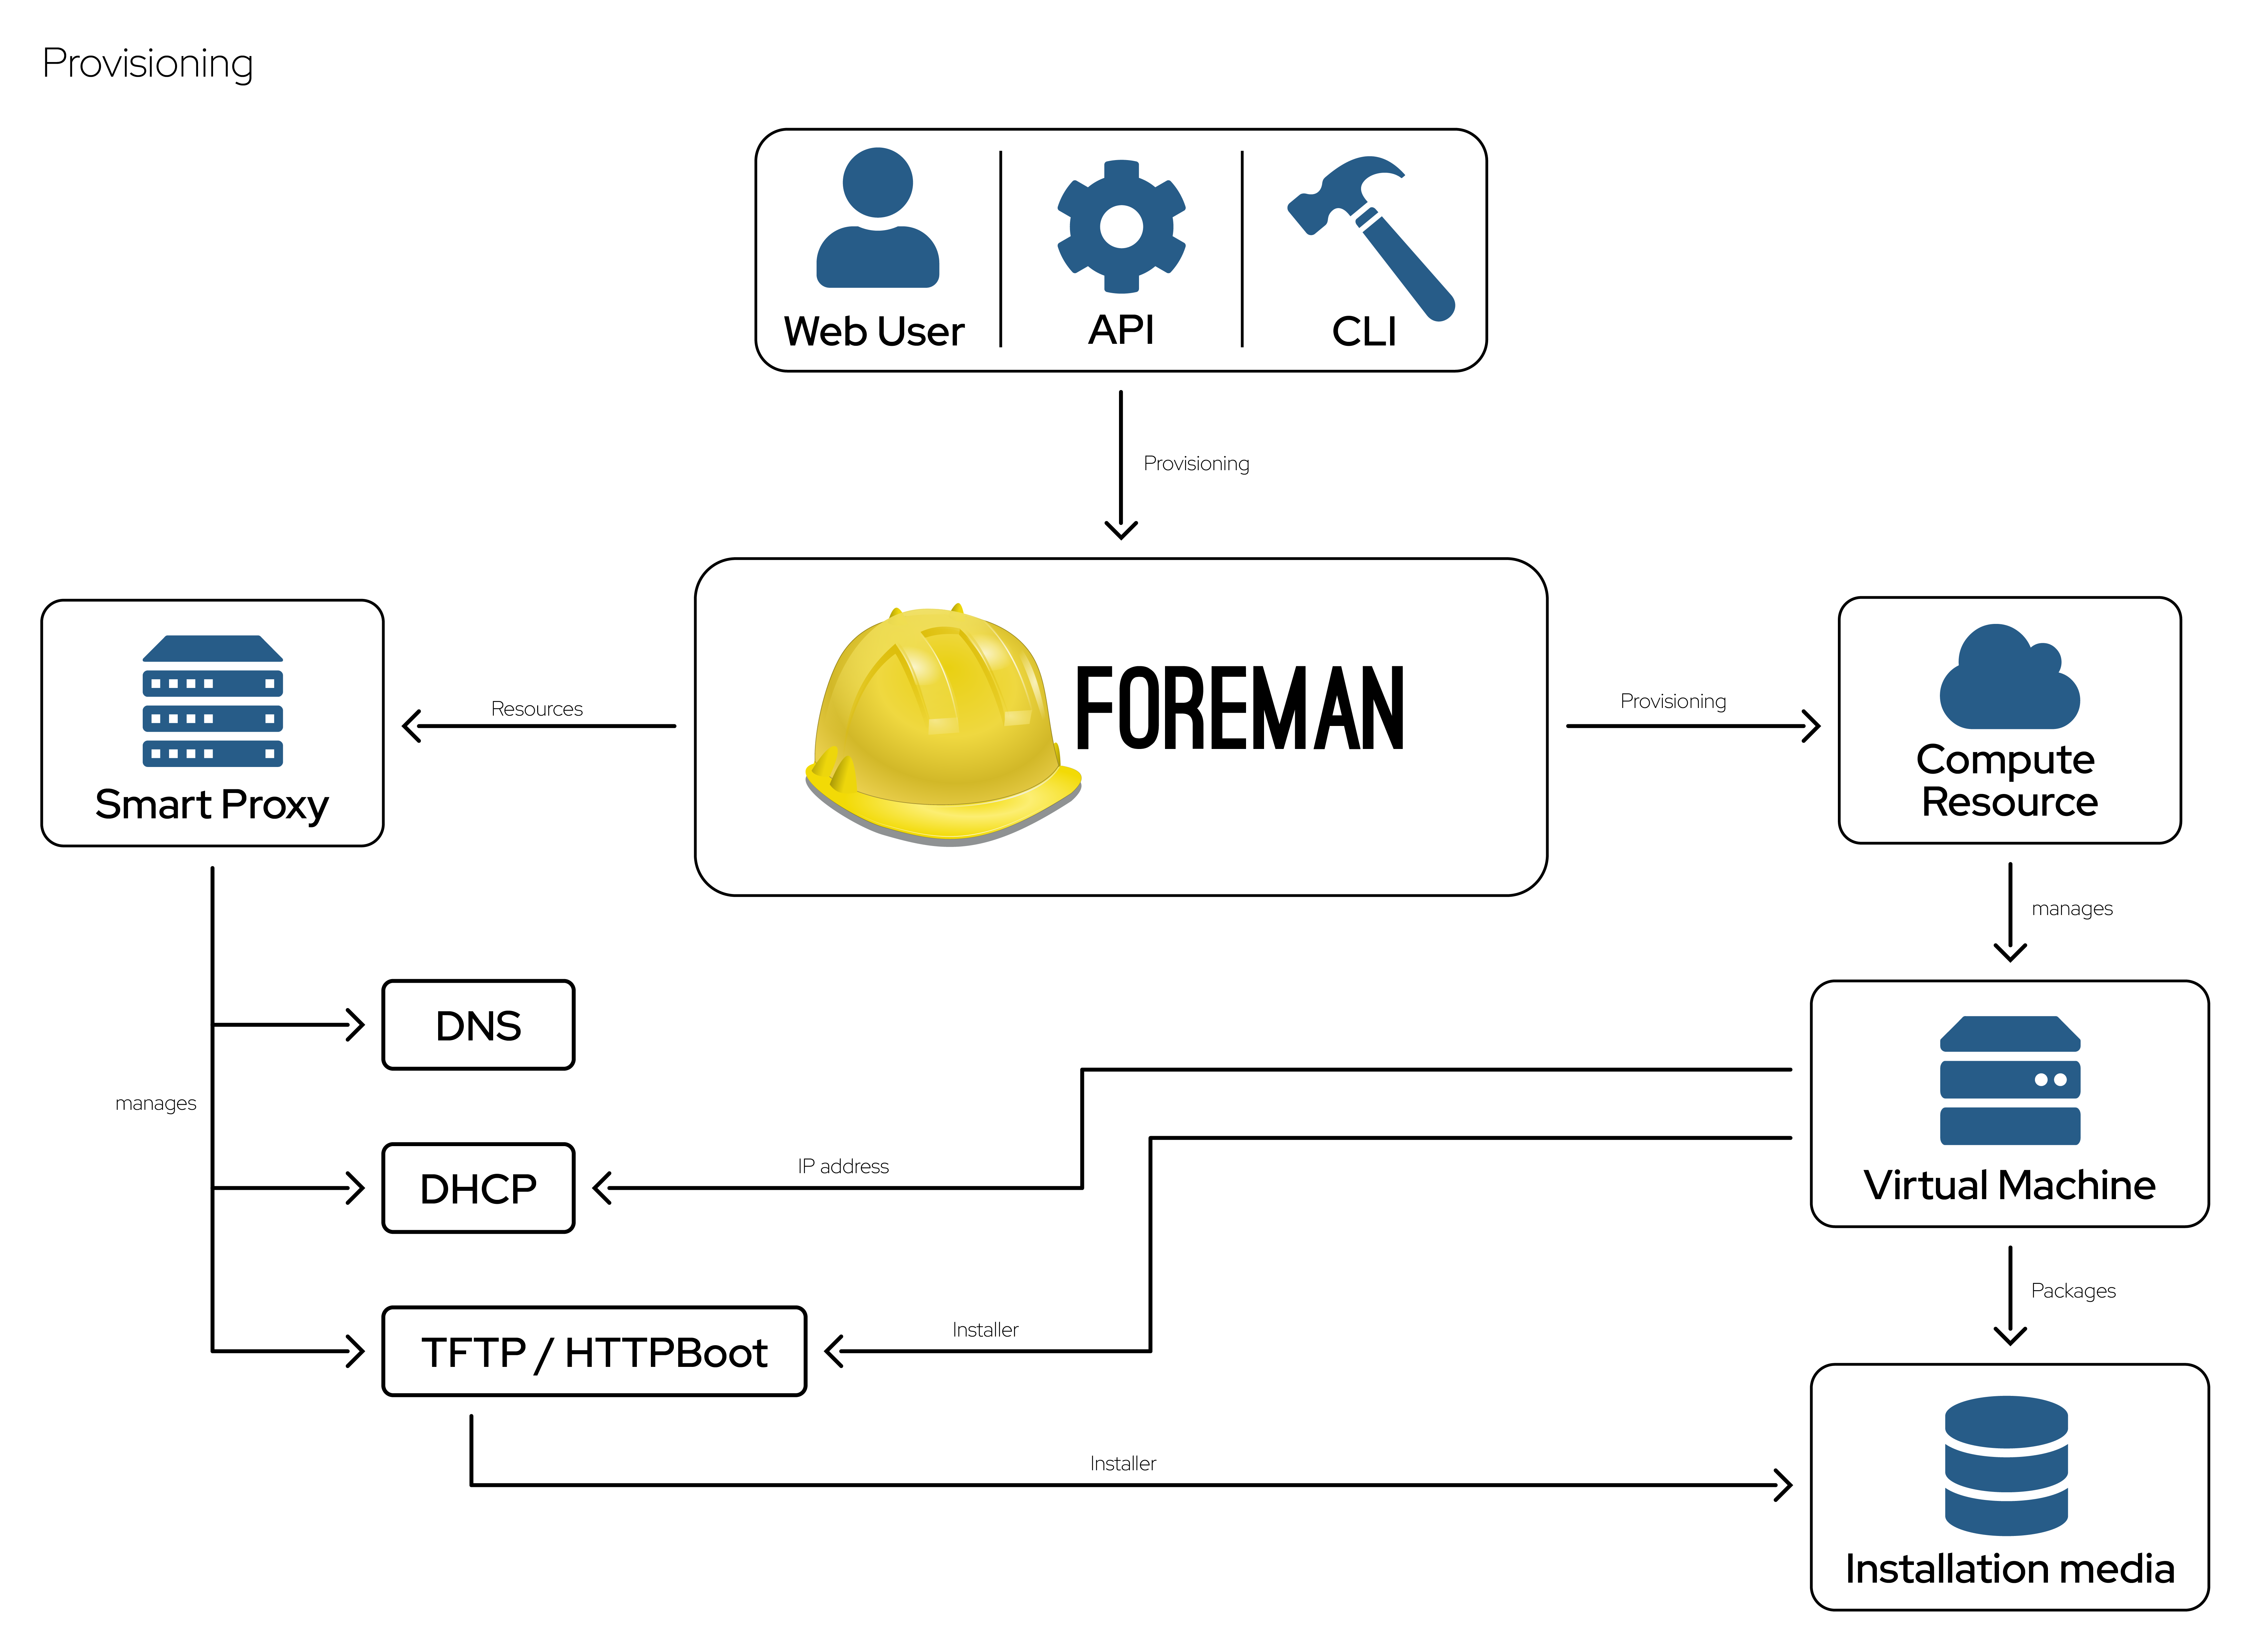 Provisioning
Web User
API
CLI
Provisioning
FOREMAN
Resources
Provisioning
Smart Proxy
Compute
Resource
manages
DNS
manages
IP address
DHCP
Virtual Machine
Packages
Installer
TFTP / HTTPBoot
Installer
Installation media